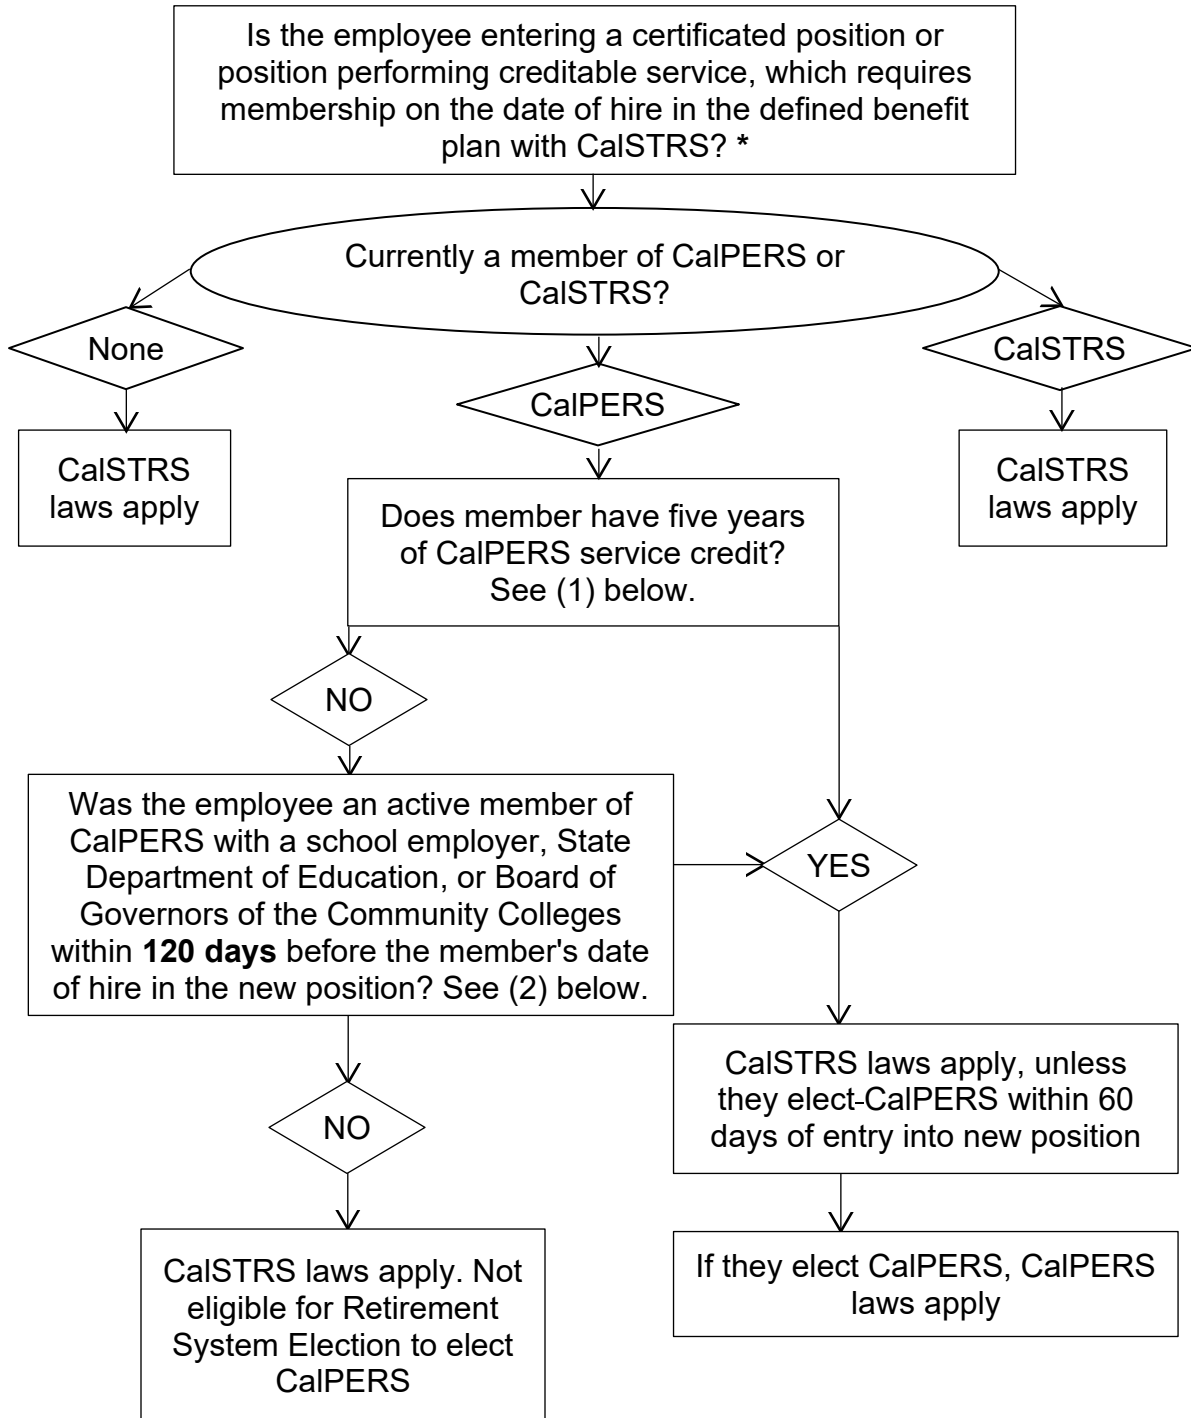 Is the employee entering a certificated position or
position performing creditable service, which requires
membership on the date of hire in the defined benefit
plan with CalSTRS? *
Currently a member of CalPERS or
CalSTRS?
None
CalPERS
CalSTRS
CalSTRS
laws apply
CalSTRS
laws apply
Does member have five years
of CalPERS service credit?
See (1) below.
NO
Was the employee an active member of
CalPERS with a school employer, State
Department of Education, or Board of
Governors of the Community Colleges
within 120 days before the member's date
of hire in the new position? See (2) below.
YES
CalSTRS laws apply, unless
they elect-CalPERS within 60
days of entry into new position
NO
If they elect CalPERS, CalPERS
laws apply
CalSTRS laws apply. Not
eligible for Retirement
System Election to elect
CalPERS